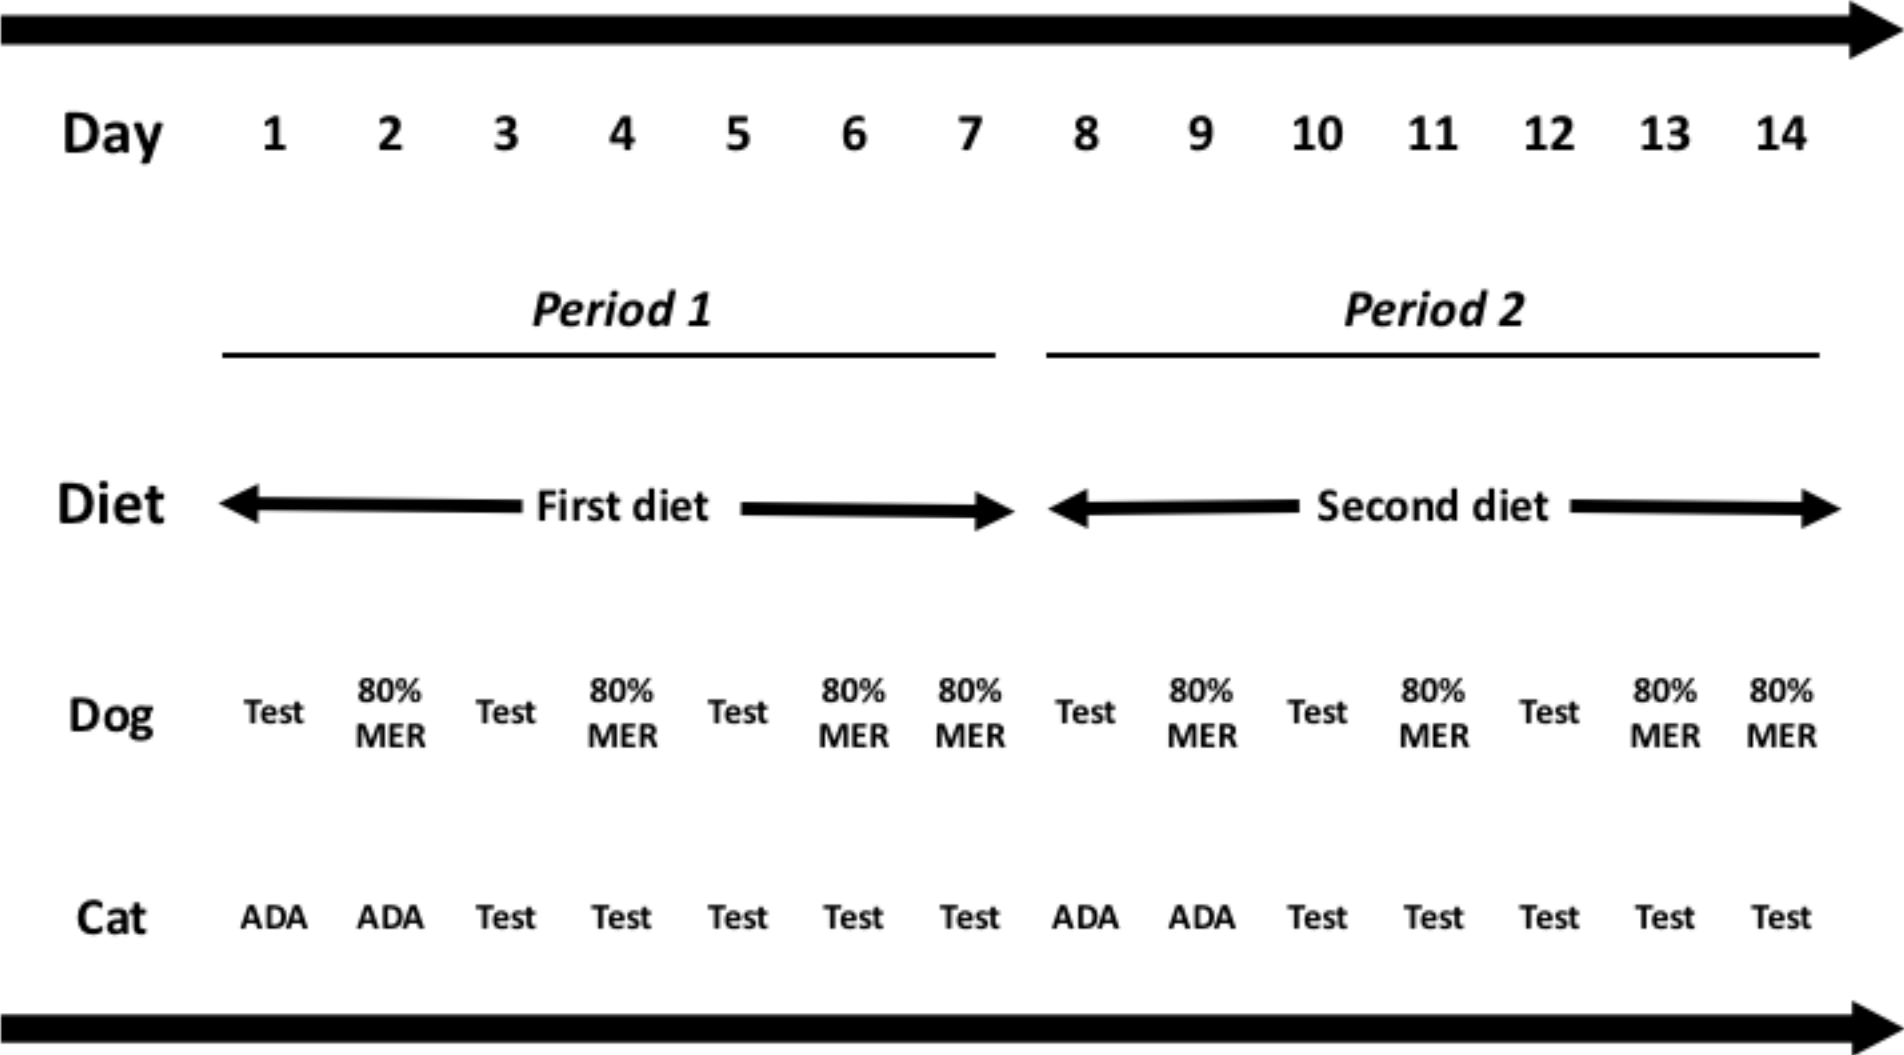 Day 1 2 3 4 5 6 7 8 9 10 11 12 13 14
Period 1 Period 2
Diet First diet Second diet
80% 80% 80% 80% 80% 80% 80% 80%
Dog Test Test Test Test Test Test
MER MER MER MER MER MER MER MER
Cat ADA ADA Test Test Test Test Test ADA ADA Test Test Test Test Test